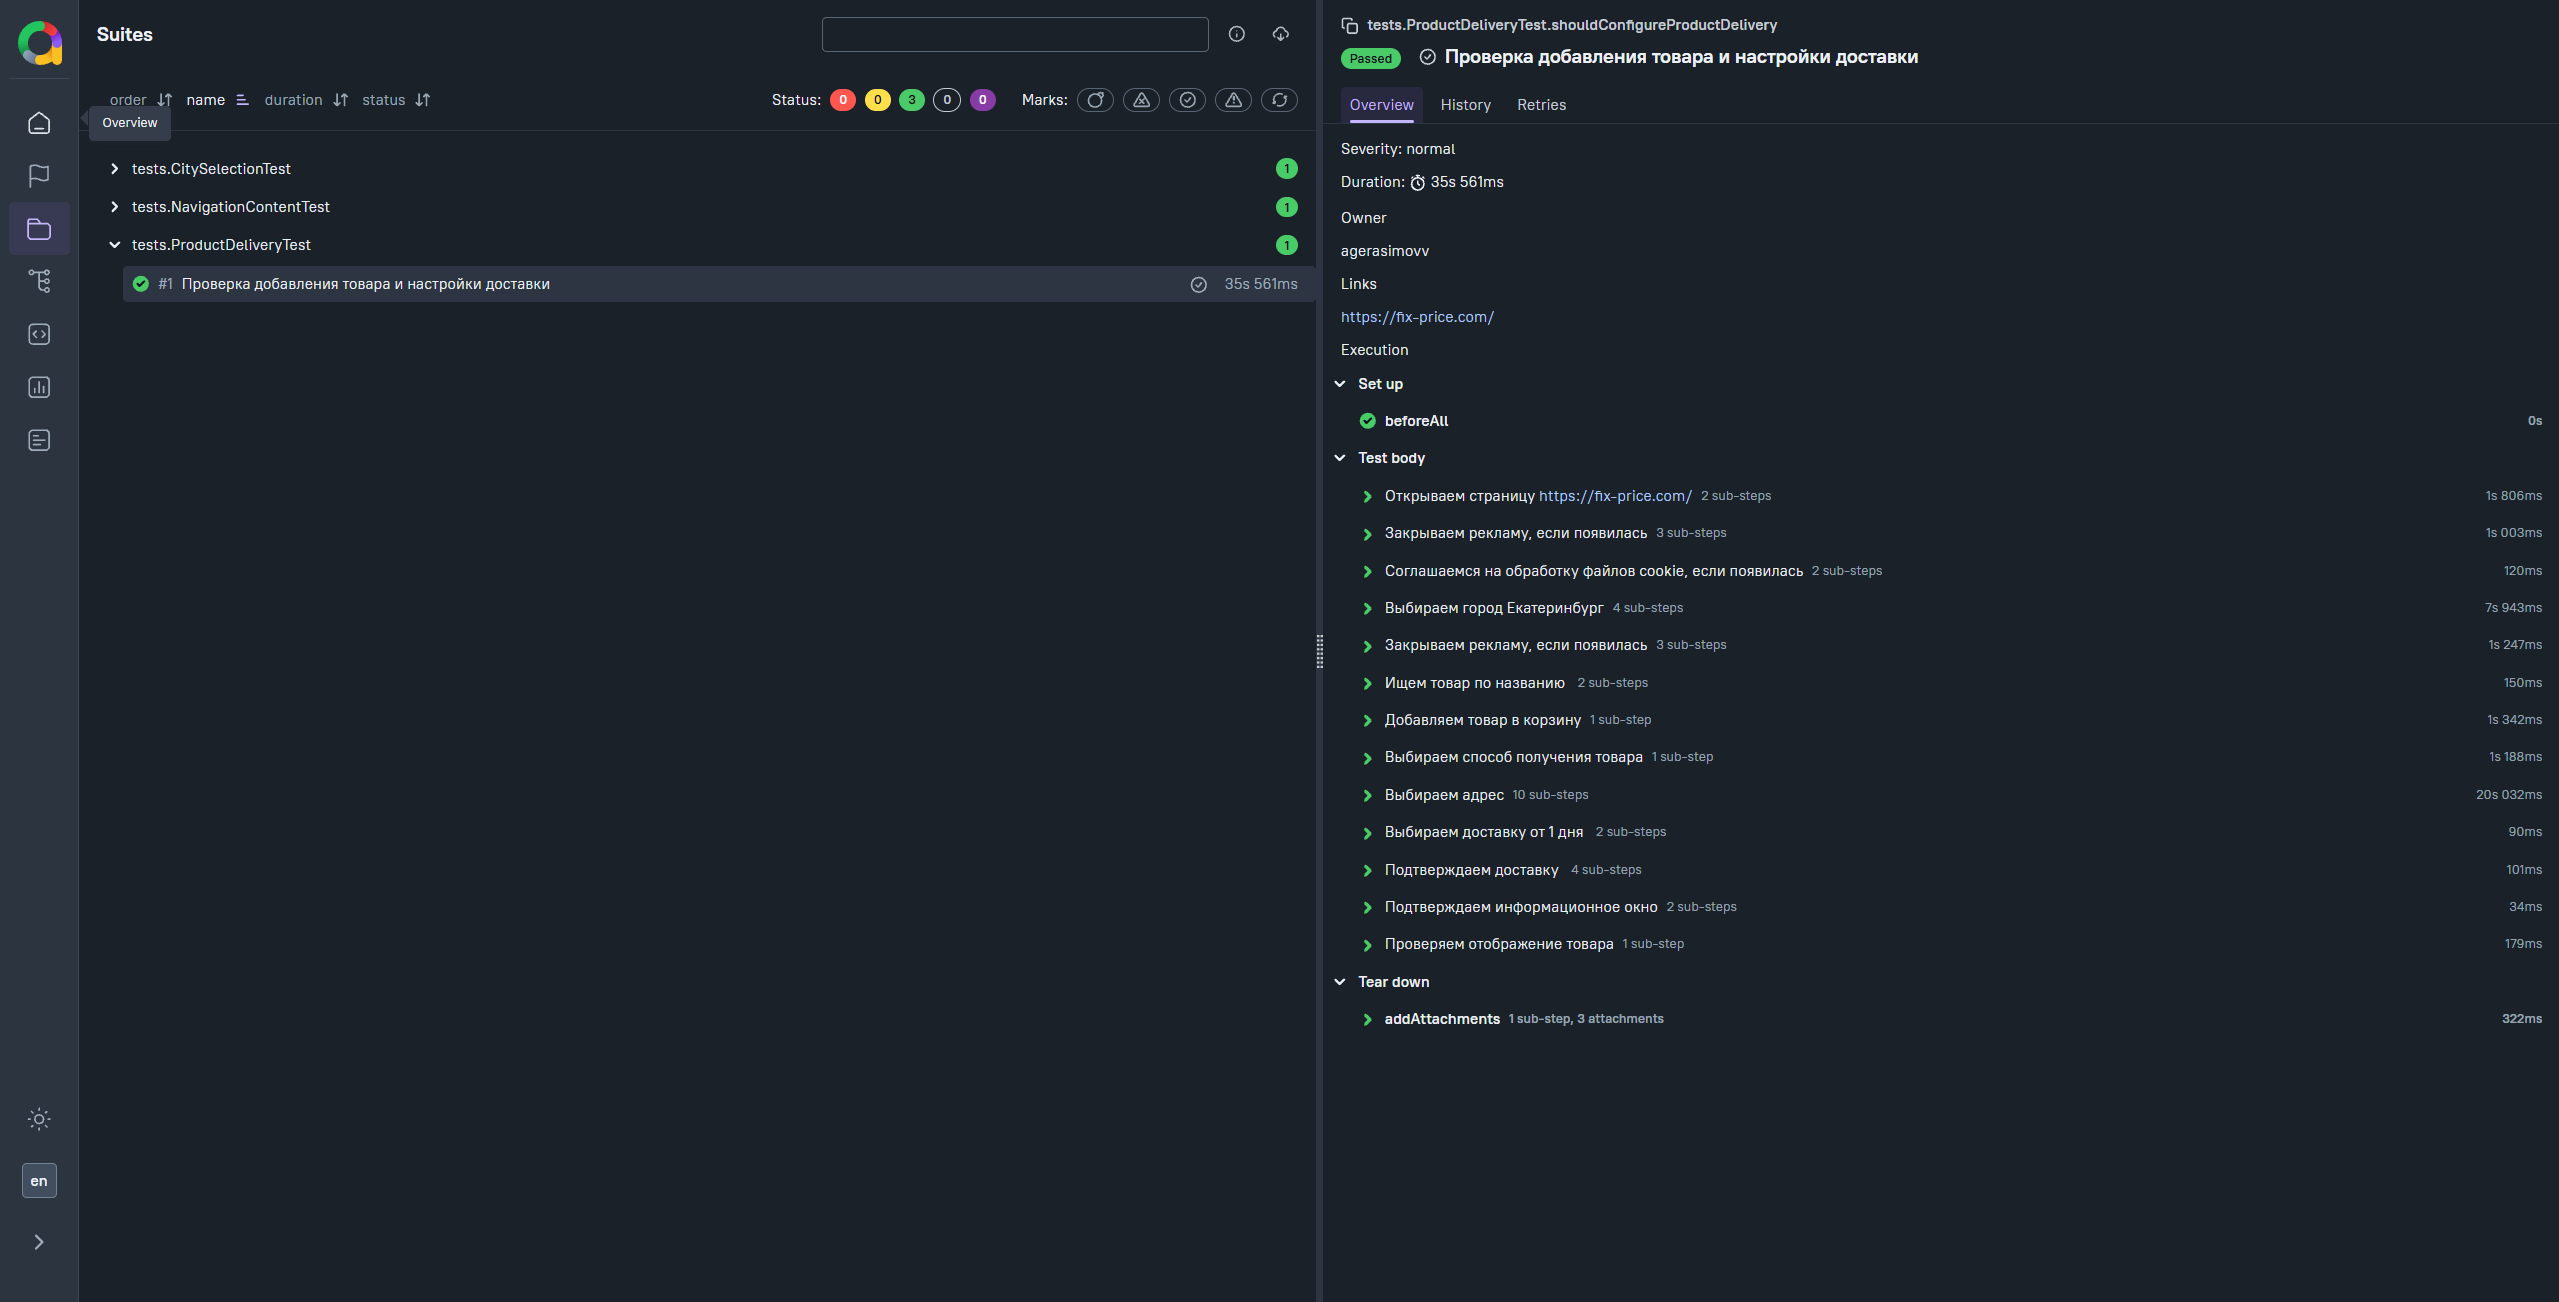 Suites
order name duration status
Status: 0 0 3 0 0 Marks:
Overview
tests.CitySelectionTest 1
tests.NavigationContentTest 1
tests.ProductDeliveryTest 1
#1 Проверка добавления товара и настройки доставки 35s 561ms
en
tests.ProductDeliveryTest.shouldConfigureProductDelivery
Passed Проверка добавления товара и настройки доставки
Overview History Retries
Severity: normal
Duration: 35s 561ms
Owner
agerasimovv
Links
https://fix-price.com/
Execution
Set up
beforeAll 0s
Test body
Открываем страницу https://fix-price.com/ 2 sub-steps 1s 806ms
Закрываем рекламу, если появилась 3 sub-steps 1s 003ms
Соглашаемся на обработку файлов cookie, если появилась 2 sub-steps 120ms
Выбираем город Екатеринбург 4 sub-steps 7s 943ms
Закрываем рекламу, если появилась 3 sub-steps 1s 247ms
Ищем товар по названию 2 sub-steps 150ms
Добавляем товар в корзину 1 sub-step 1s 342ms
Выбираем способ получения товара 1 sub-step 1s 188ms
Выбираем адрес 10 sub-steps 20s 032ms
Выбираем доставку от 1 дня 2 sub-steps 90ms
Подтверждаем доставку 4 sub-steps 101ms
Подтверждаем информационное окно 2 sub-steps 34ms
Проверяем отображение товара 1 sub-step 179ms
Tear down
addAttachments 1 sub-step, 3 attachments 322ms